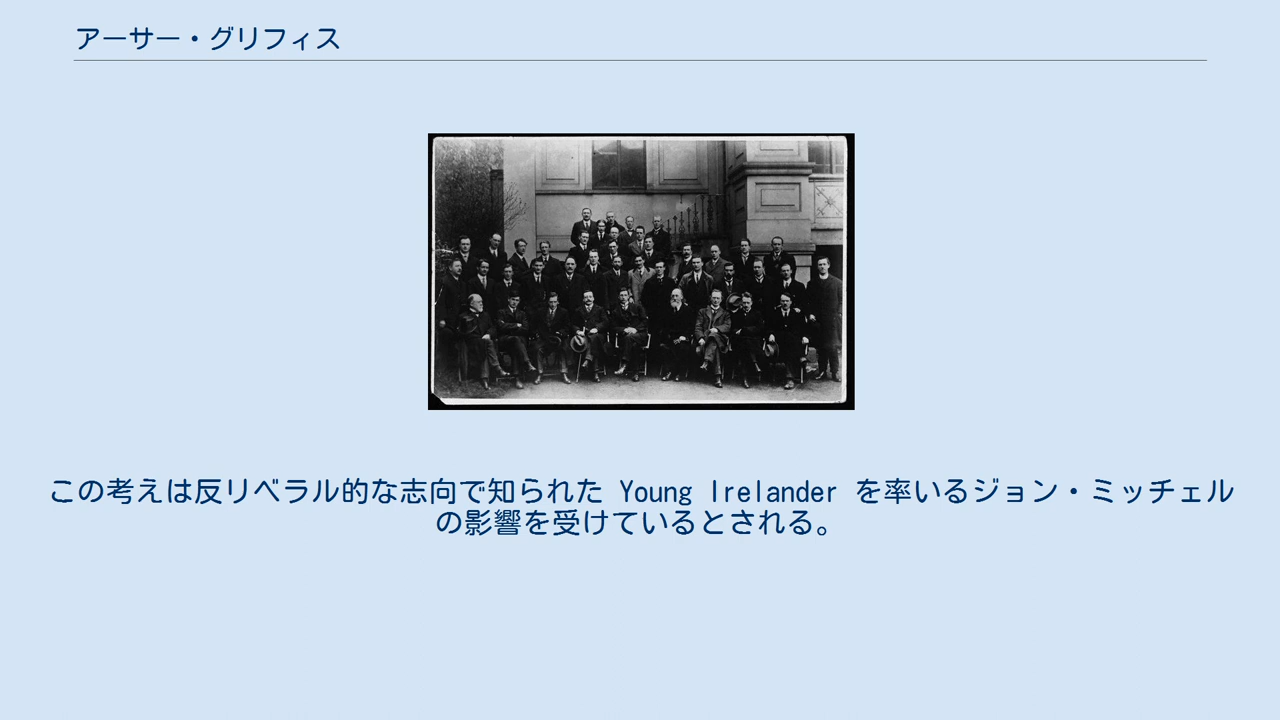 アーサー・グリフィス
この考えは反リベラル的な志向で知られた Young Irelander を率いるジョン・ミッチェル
の影響を受けているとされる。